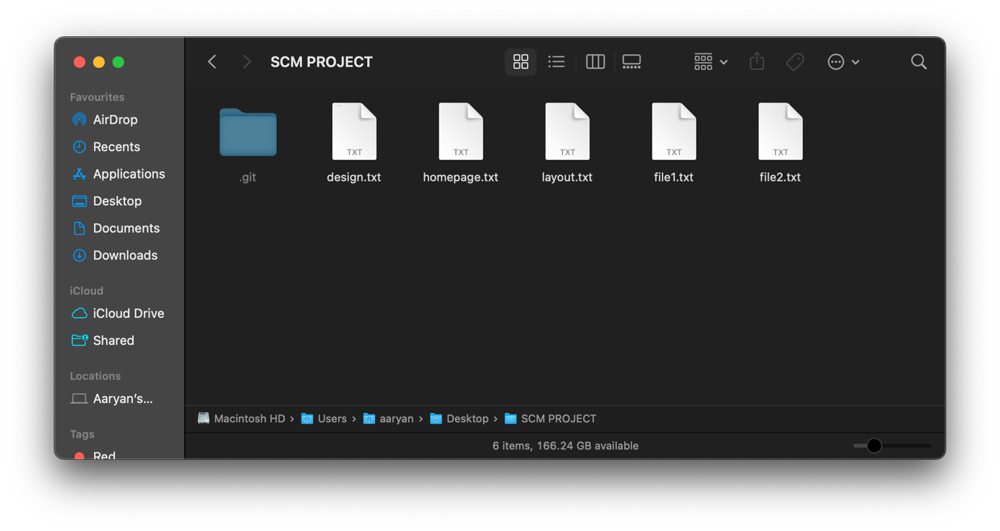 SCM PROJECT
Favourites
AirDrop
Recents
Applications
Desktop
Documents
Downloads
iCloud
iCloud Drive
Shared
Locations
Aaryan’s...
Tags
Red
TXT TXT TXT TXT TXT
.git design.txt homepage.txt layout.txt file1.txt file2.txt
Macintosh HD › Users › aaryan › Desktop › SCM PROJECT
6 items, 166.24 GB available